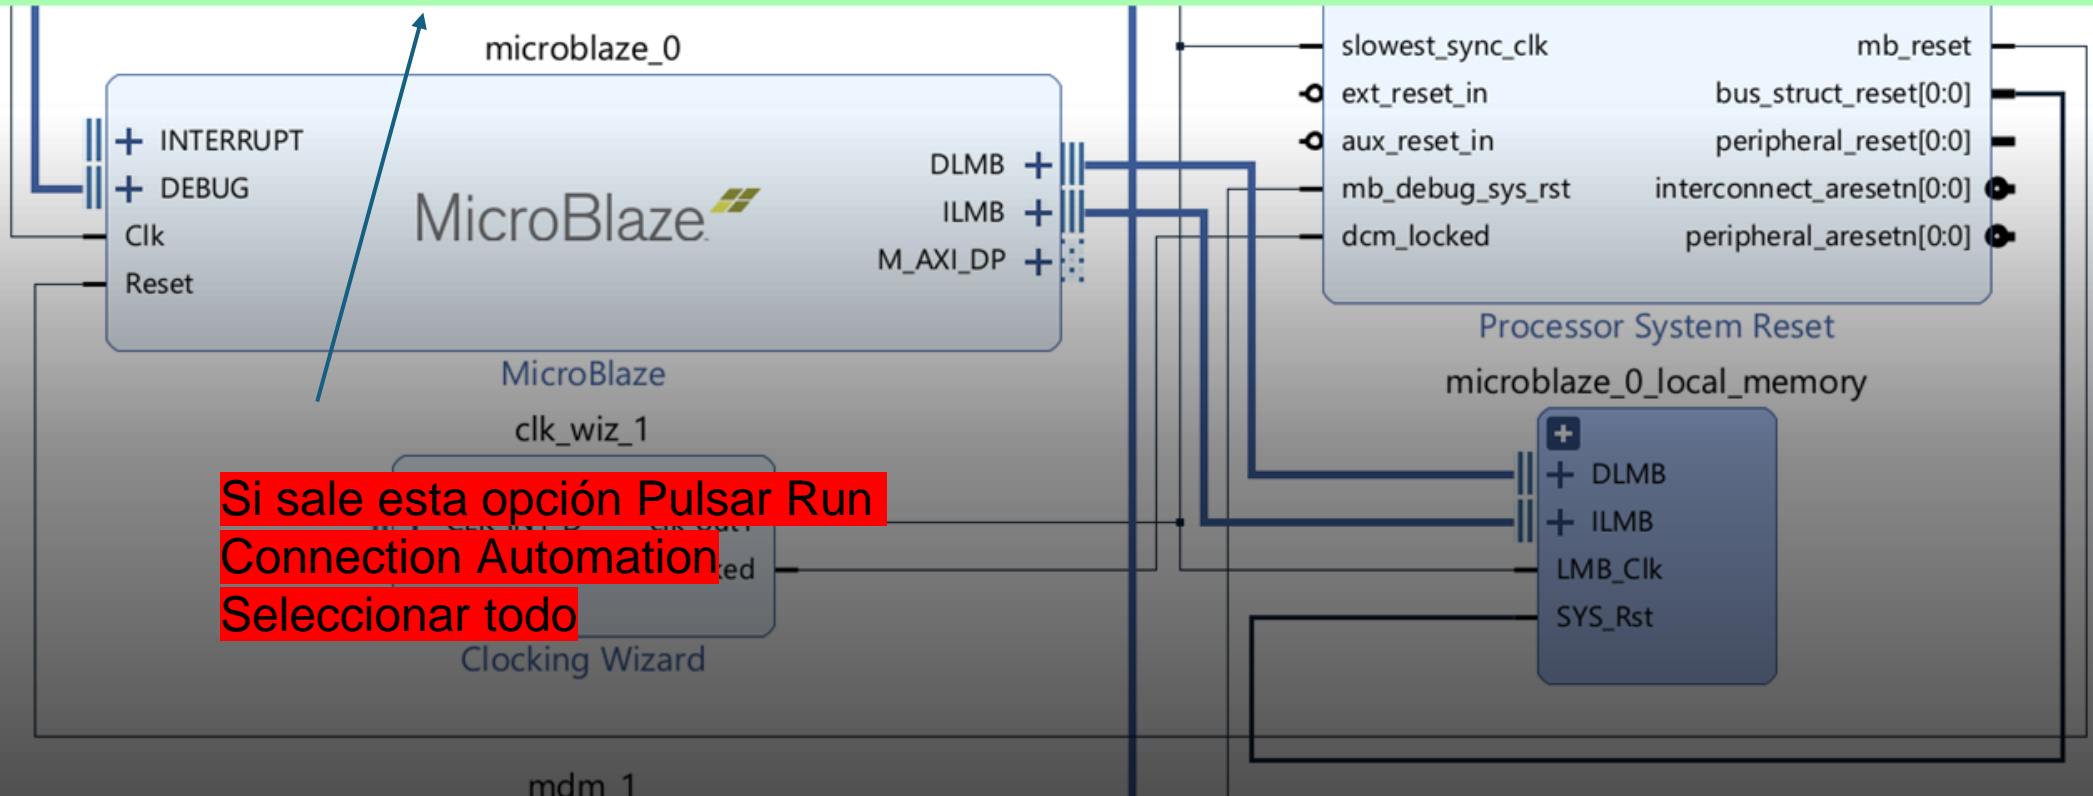 microblaze_0
INTERRUPT
DEBUG
Clk
Reset
MicroBlaze
DLMB
ILMB
M_AXI_DP
MicroBlaze
slowest_sync_clk
ext_reset_in
aux_reset_in
mb_debug_sys_rst
dcm_locked
mb_reset
bus_struct_reset[0:0]
peripheral_reset[0:0]
interconnect_aresetn[0:0]
peripheral_aresetn[0:0]
Processor System Reset
microblaze_0_local_memory
DLMB
ILMB
LMB_Clk
SYS_Rst
clk_wiz_1
Si sale esta opción Pulsar Run
Connection Automation
Seleccionar todo
Clocking Wizard
mdm_1